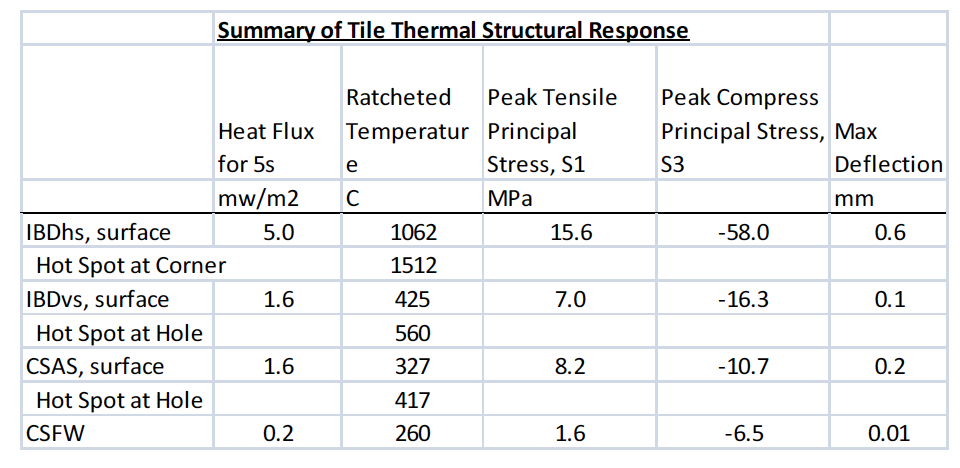 Summary of Tile Thermal Structural Response
Heat Flux for 5s Ratcheted Temperatur e Peak Tensile Principal Stress, S1 Peak Compress Principal Stress, S3 Max Deflection
mw/m2 C MPa mm
IBDhs, surface 5.0 1062 15.6 -58.0 0.6
Hot Spot at Corner 1512
IBDvs, surface 1.6 425 7.0 -16.3 0.1
Hot Spot at Hole 560
CSAS, surface 1.6 327 8.2 -10.7 0.2
Hot Spot at Hole 417
CSFW 0.2 260 1.6 -6.5 0.01